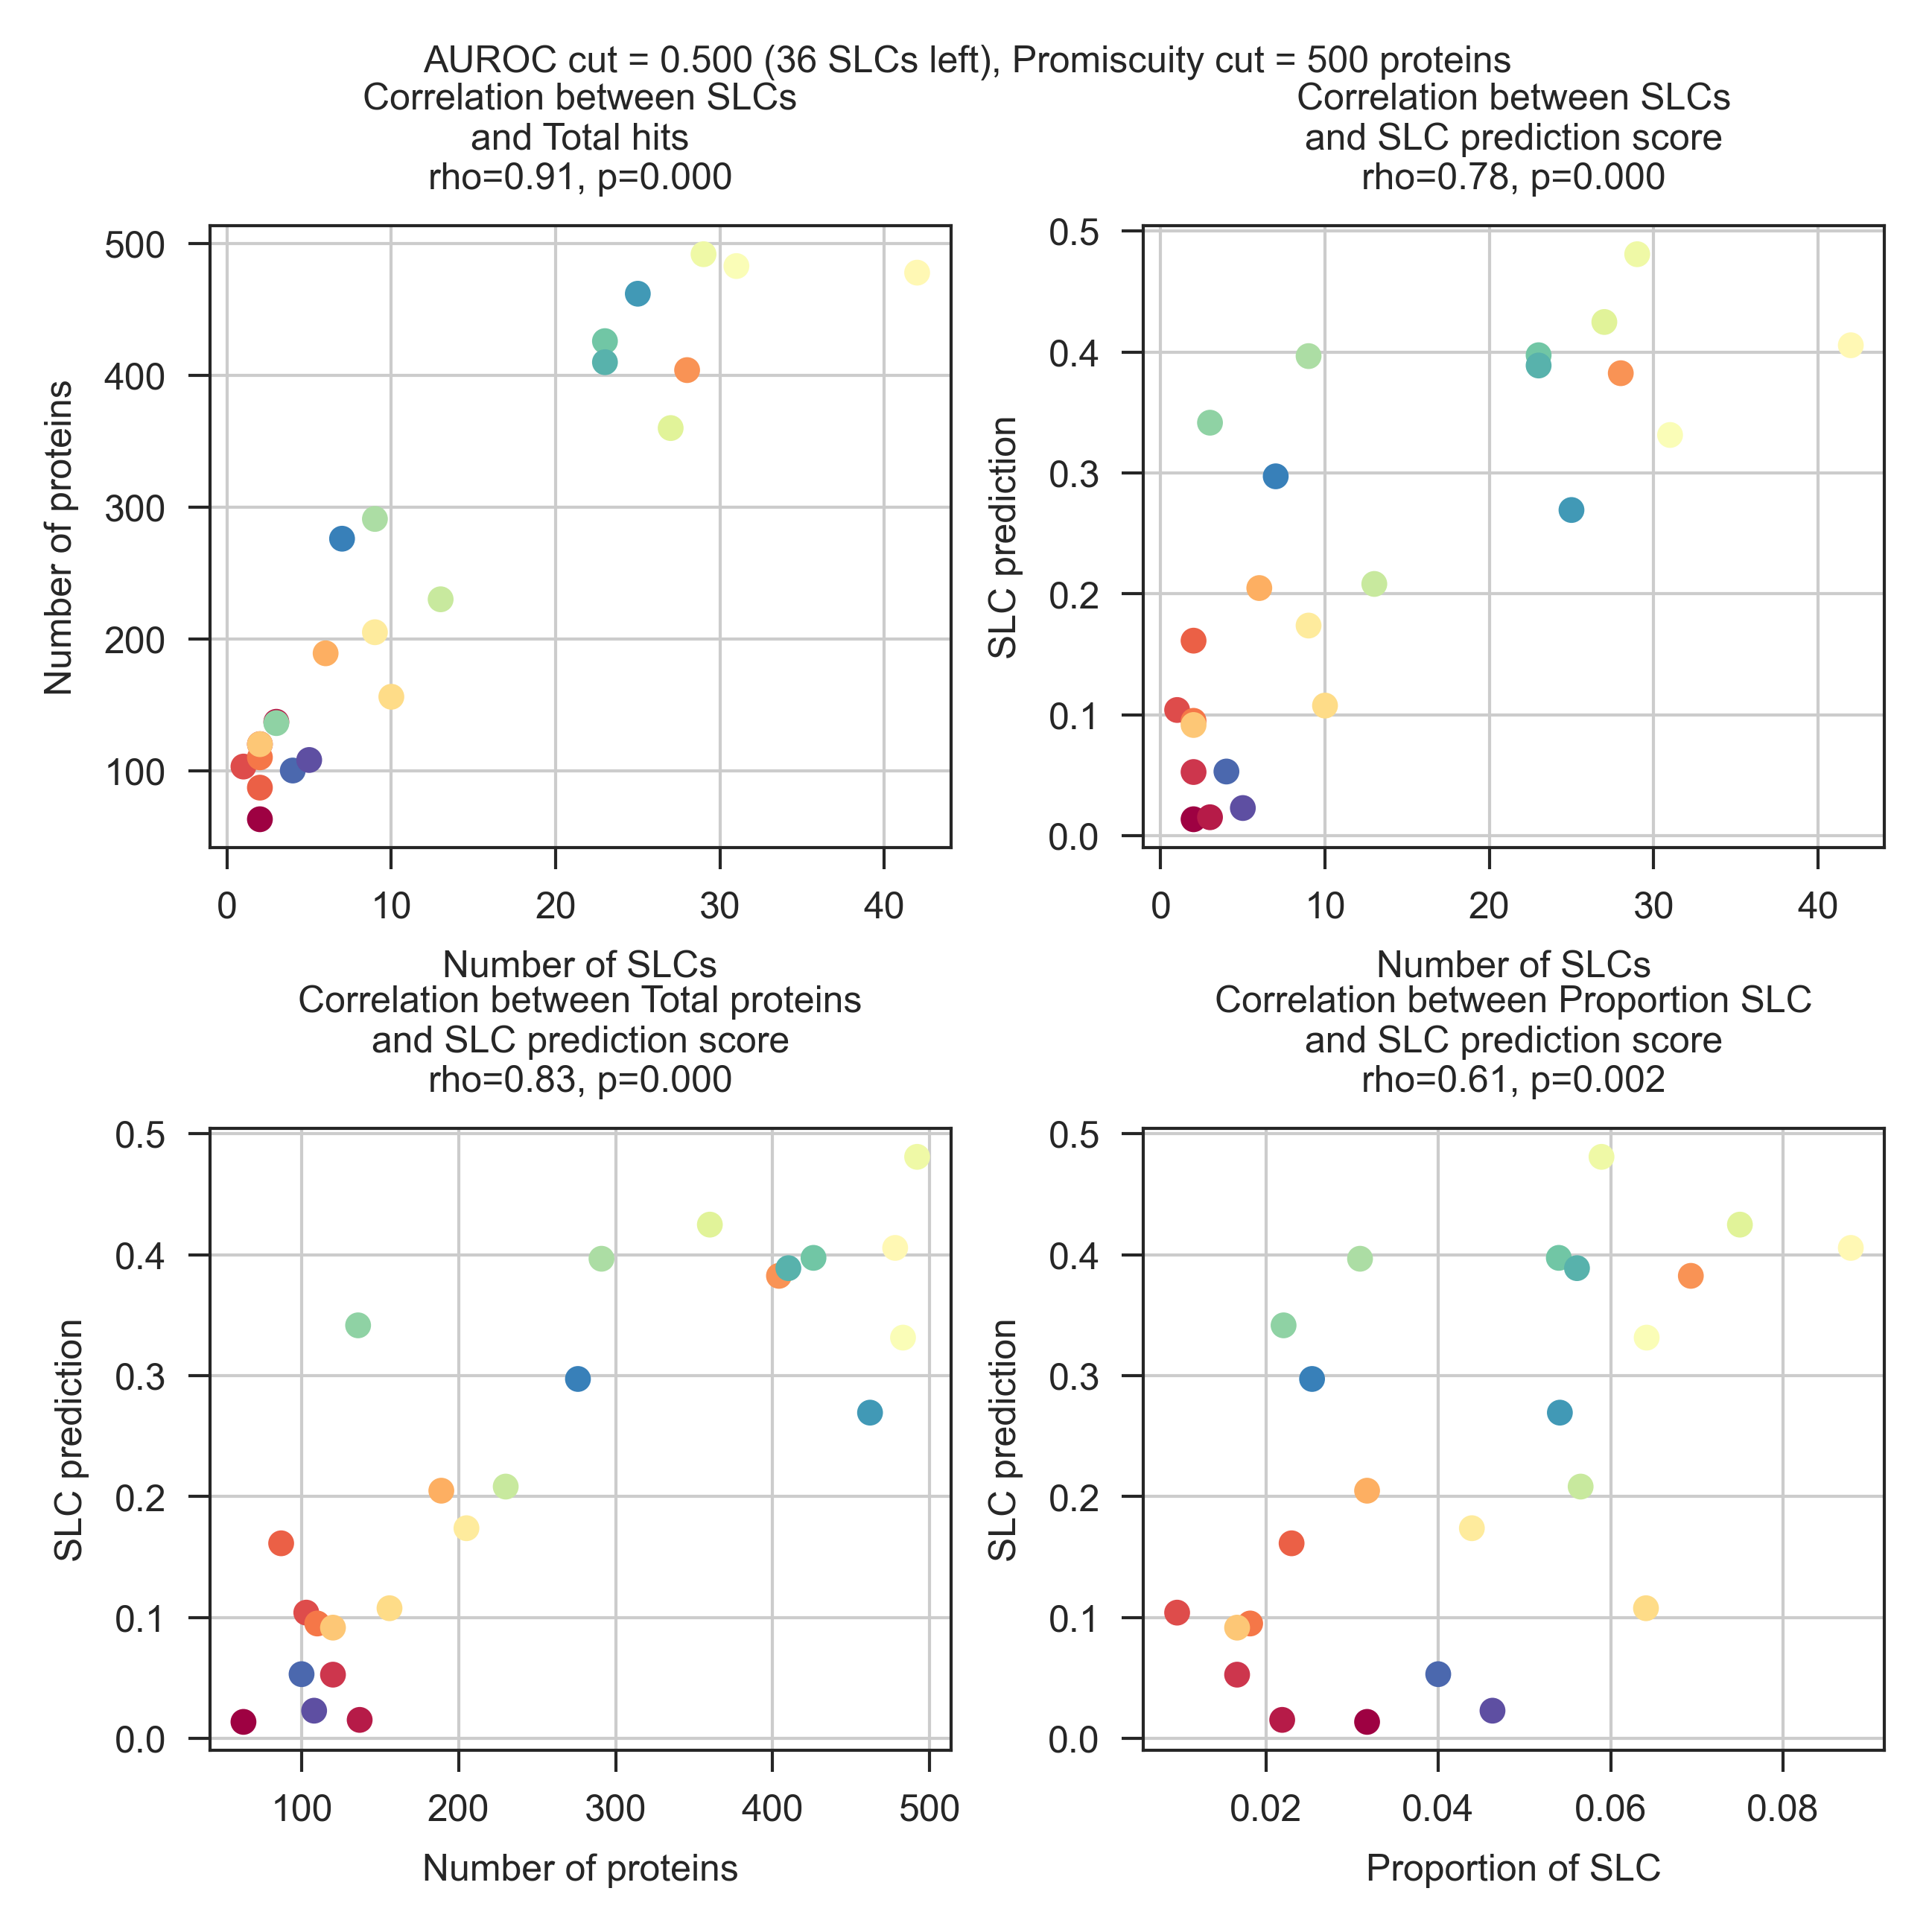 AUROC cut = 0.500 (36 SLCs left), Promiscuity cut = 500 proteins
Correlation between SLCs
and Total hits
rho=0.91, p=0.000
500
400
300
200
100
Number of proteins
0 10 20 30 40
Number of SLCs
Correlation between SLCs
and SLC prediction score
rho=0.78, p=0.000
0.5
0.4
0.3
0.2
0.1
0.0
SLC prediction
0 10 20 30 40
Number of SLCs
Correlation between Total proteins
and SLC prediction score
rho=0.83, p=0.000
0.5
0.4
0.3
0.2
0.1
0.0
SLC prediction
100 200 300 400 500
Number of proteins
Correlation between Proportion SLC
and SLC prediction score
rho=0.61, p=0.002
0.5
0.4
0.3
0.2
0.1
0.0
SLC prediction
0.02 0.04 0.06 0.08
Proportion of SLC